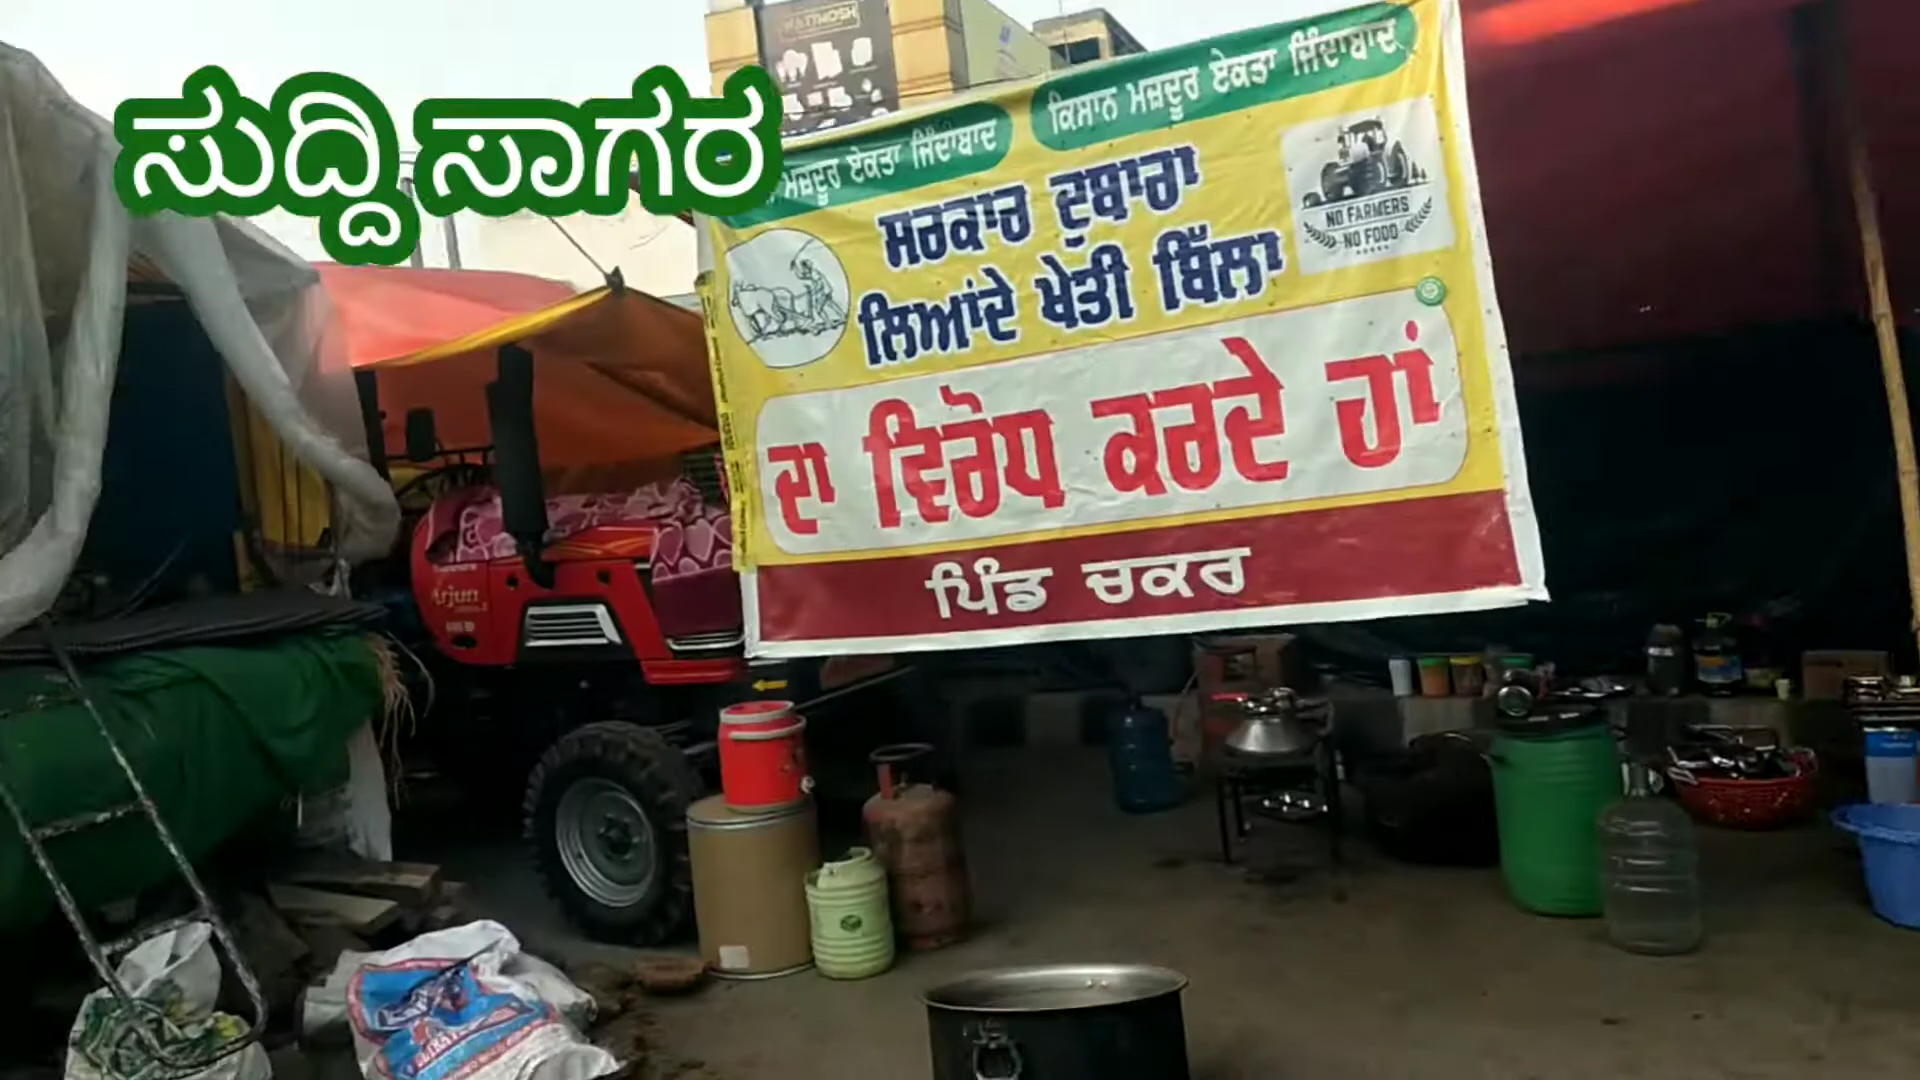 ಸುದ್ದಿಸಾಗರ
ਮਜ਼ਦੂਰ ਏਕਤਾ ਜਿੰਦਾਬਾਦ
ਕਿਸਾਨ ਮਜ਼ਦੂਰ ਏਕਤਾ ਜਿੰਦਾਬਾਦ
ਸਰਕਾਰ ਦੁਬਾਰਾ
ਲਿਆਂਦੇ ਖੇਤੀ ਬਿੱਲਾ
NO FARMERS
NO FOOD
ਦਾ ਵਿਰੋਧ ਕਰਦੇ ਹਾਂ
ਪਿੰਡ ਚਕਰ
Arjun